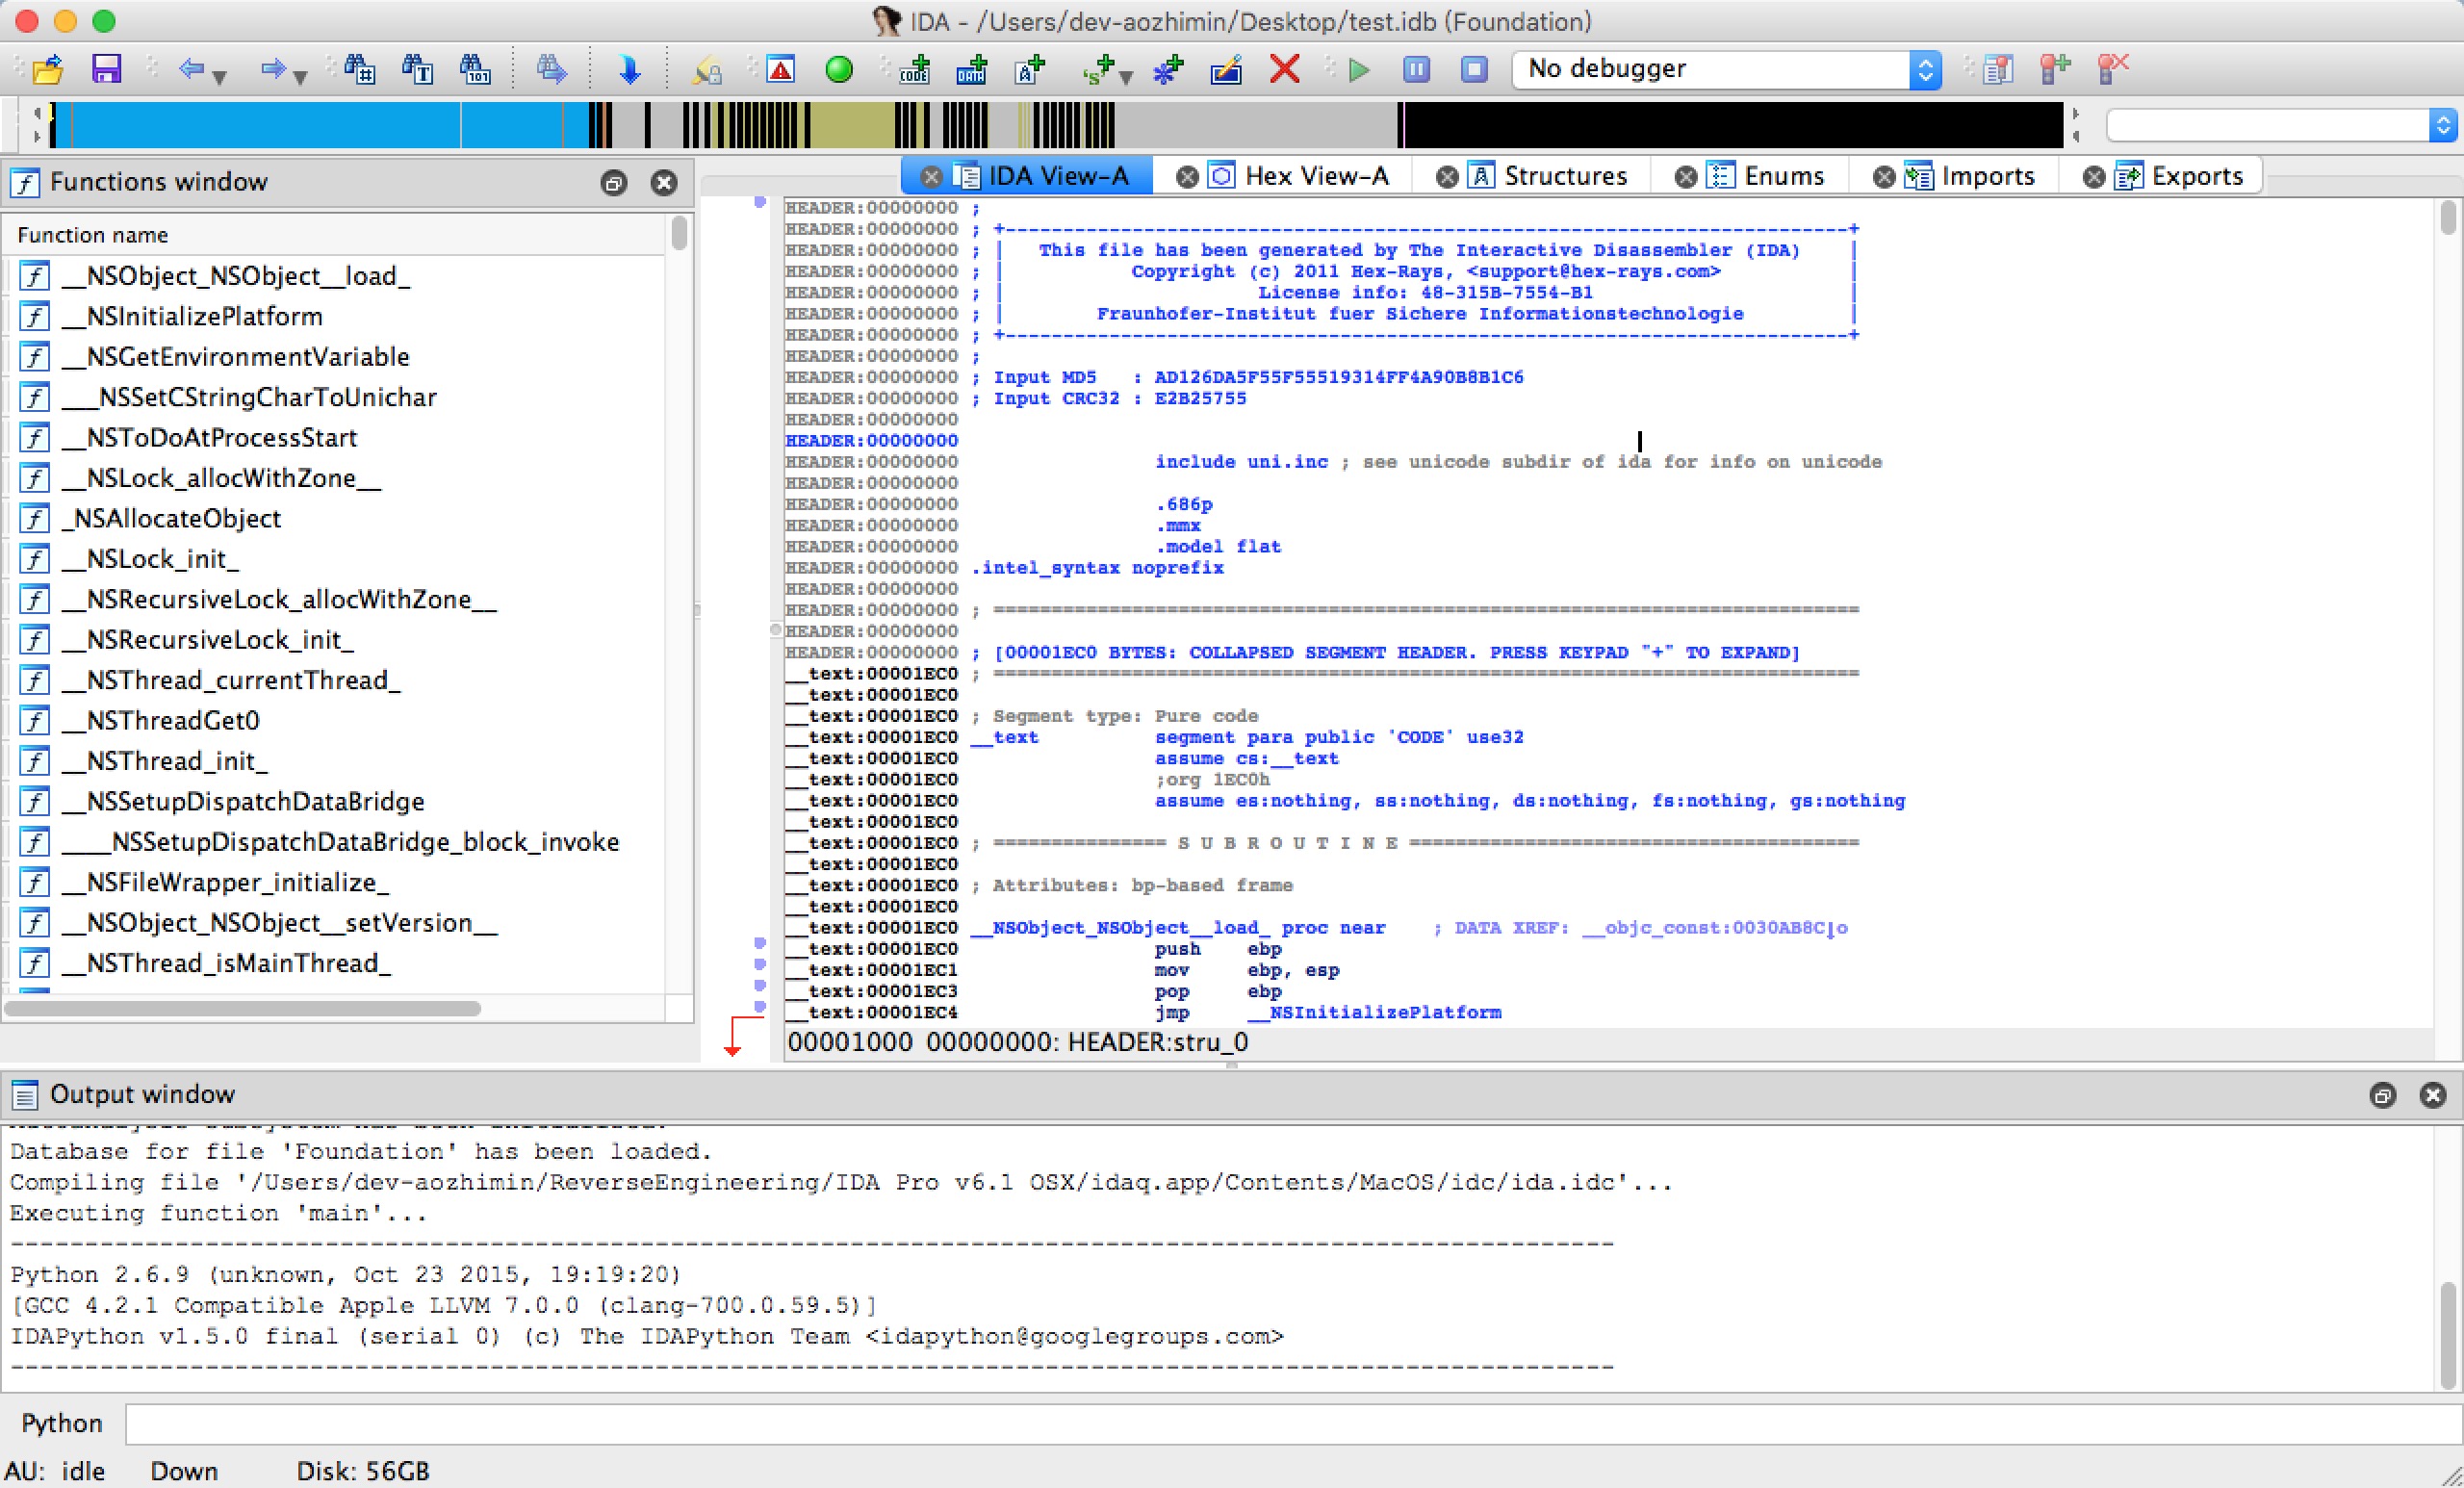 IDA - /Users/dev-aozhimin/Desktop/test.idb (Foundation)
No debugger
Functions window
IDA View-A
Hex View-A
Structures
Enums
Imports
Exports
Function name
__NSObject_NSObject__load_
__NSInitializePlatform
__NSGetEnvironmentVariable
___NSSetCStringCharToUnichar
__NSToDoAtProcessStart
__NSLock_allocWithZone__
_NSAllocateObject
__NSLock_init_
__NSRecursiveLock_allocWithZone__
__NSRecursiveLock_init_
__NSThread_currentThread_
__NSThreadGet0
__NSThread_init_
__NSSetupDispatchDataBridge
____NSSetupDispatchDataBridge_block_invoke
__NSFileWrapper_initialize_
__NSObject_NSObject__setVersion__
__NSThread_isMainThread_
HEADER:00000000 ;
HEADER:00000000 ; +-------------------------------------------------------------------------+
HEADER:00000000 ; | This file has been generated by The Interactive Disassembler (IDA) |
HEADER:00000000 ; | Copyright (c) 2011 Hex-Rays, <support@hex-rays.com> |
HEADER:00000000 ; | License info: 48-315B-7554-B1 |
HEADER:00000000 ; | Fraunhofer-Institut fuer Sichere Informationstechnologie |
HEADER:00000000 ; +-------------------------------------------------------------------------+
HEADER:00000000 ;
HEADER:00000000 ; Input MD5 : AD126DA5F55F55519314FF4A90B8B1C6
HEADER:00000000 ; Input CRC32 : E2B25755
HEADER:00000000
HEADER:00000000
HEADER:00000000 include uni.inc ; see unicode subdir of ida for info on unicode
HEADER:00000000
HEADER:00000000 .686p
HEADER:00000000 .mmx
HEADER:00000000 .model flat
HEADER:00000000 .intel_syntax noprefix
HEADER:00000000
HEADER:00000000 ; ===========================================================================
HEADER:00000000
HEADER:00000000 ; [00001EC0 BYTES: COLLAPSED SEGMENT HEADER. PRESS KEYPAD "+" TO EXPAND]
__text:00001EC0 ; ===========================================================================
__text:00001EC0
__text:00001EC0 ; Segment type: Pure code
__text:00001EC0 __text segment para public 'CODE' use32
__text:00001EC0 assume cs:__text
__text:00001EC0 ;org 1EC0h
__text:00001EC0 assume es:nothing, ss:nothing, ds:nothing, fs:nothing, gs:nothing
__text:00001EC0
__text:00001EC0 ; =============== S U B R O U T I N E =======================================
__text:00001EC0
__text:00001EC0 ; Attributes: bp-based frame
__text:00001EC0
__text:00001EC0 __NSObject_NSObject__load_ proc near ; DATA XREF: __objc_const:0030AB8C↓o
__text:00001EC0 push ebp
__text:00001EC1 mov ebp, esp
__text:00001EC3 pop ebp
__text:00001EC4 jmp __NSInitializePlatform
00001000 00000000: HEADER:stru_0
Output window
Database for file 'Foundation' has been loaded.
Compiling file '/Users/dev-aozhimin/ReverseEngineering/IDA Pro v6.1 OSX/idaq.app/Contents/MacOS/idc/ida.idc'...
Executing function 'main'...
------------------------------------------------------------------------------------------------------------
Python 2.6.9 (unknown, Oct 23 2015, 19:19:20)
[GCC 4.2.1 Compatible Apple LLVM 7.0.0 (clang-700.0.59.5)]
IDAPython v1.5.0 final (serial 0) (c) The IDAPython Team <idapython@googlegroups.com>
------------------------------------------------------------------------------------------------------------
Python
AU: idle Down Disk: 56GB